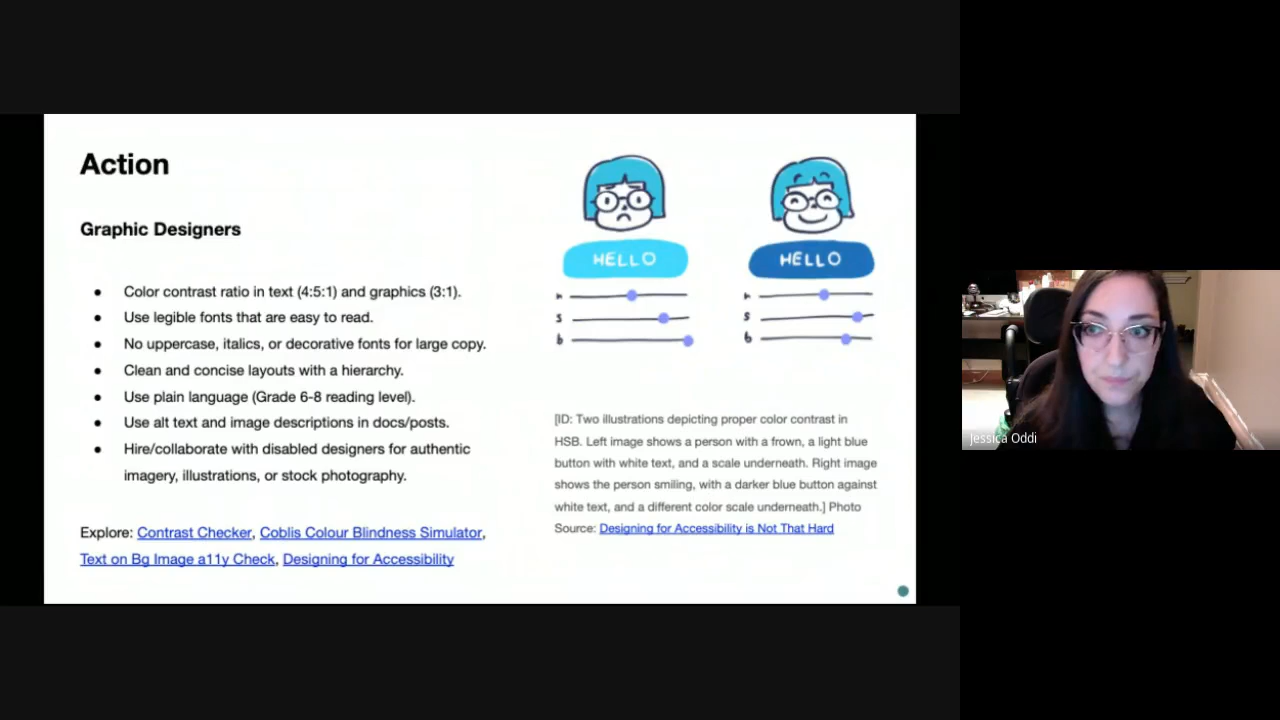 Action
Graphic Designers
● Color contrast ratio in text (4:5:1) and graphics (3:1).
● Use legible fonts that are easy to read.
● No uppercase, italics, or decorative fonts for large copy.
● Clean and concise layouts with a hierarchy.
● Use plain language (Grade 6-8 reading level).
● Use alt text and image descriptions in docs/posts.
● Hire/collaborate with disabled designers for authentic
imagery, illustrations, or stock photography.
Explore: Contrast Checker, Coblis Colour Blindness Simulator,
Text on Bg Image a11y Check, Designing for Accessibility
HELLO
h
s
b
HELLO
h
s
b
[ID: Two illustrations depicting proper color contrast in
HSB. Left image shows a person with a frown, a light blue
button with white text, and a scale underneath. Right image
shows the person smiling, with a darker blue button against
white text, and a different color scale underneath.] Photo
Source: Designing for Accessibility is Not That Hard
Jessica Oddi